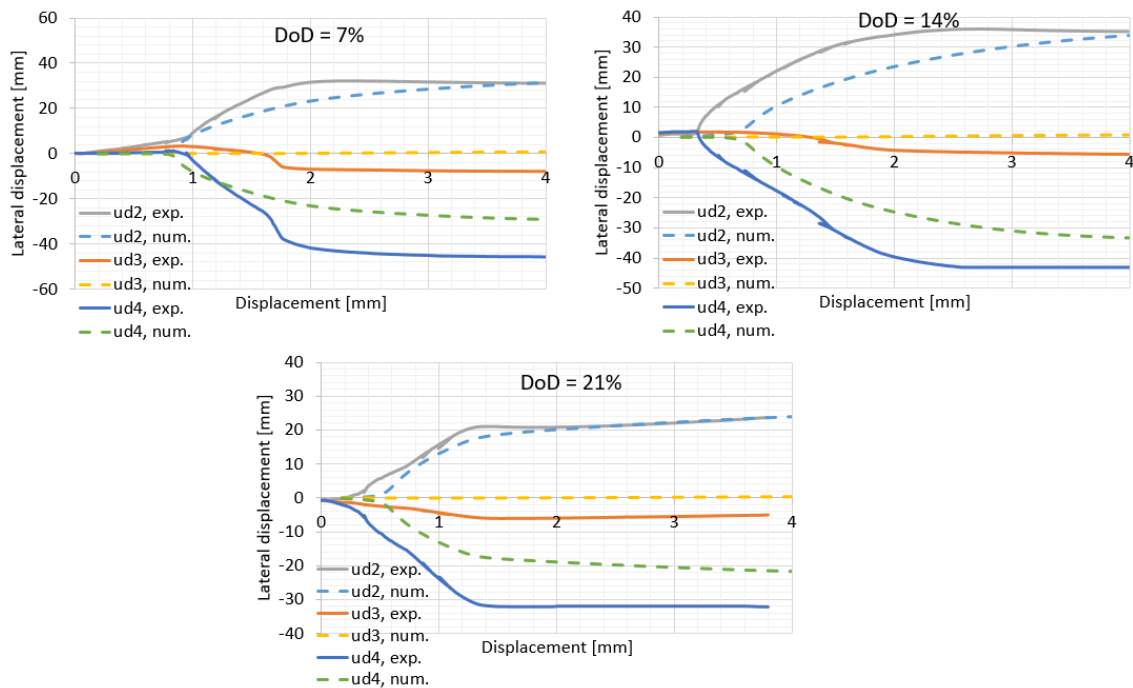 DoD = 7%
Lateral displacement [mm]
60
40
20
0
-20
-40
-60
0 1 2 3 4
Displacement [mm]
ud2, exp.
ud2, num.
ud3, exp.
ud3, num.
ud4, exp.
ud4, num.
DoD = 14%
Lateral displacement [mm]
40
30
20
10
0
-10
-20
-30
-40
-50
0 1 2 3 4
Displacement [mm]
ud2, exp.
ud2, num.
ud3, exp.
ud3, num.
ud4, exp.
ud4, num.
DoD = 21%
Lateral displacement [mm]
40
30
20
10
0
-10
-20
-30
-40
0 1 2 3 4
Displacement [mm]
ud2, exp.
ud2, num.
ud3, exp.
ud3, num.
ud4, exp.
ud4, num.